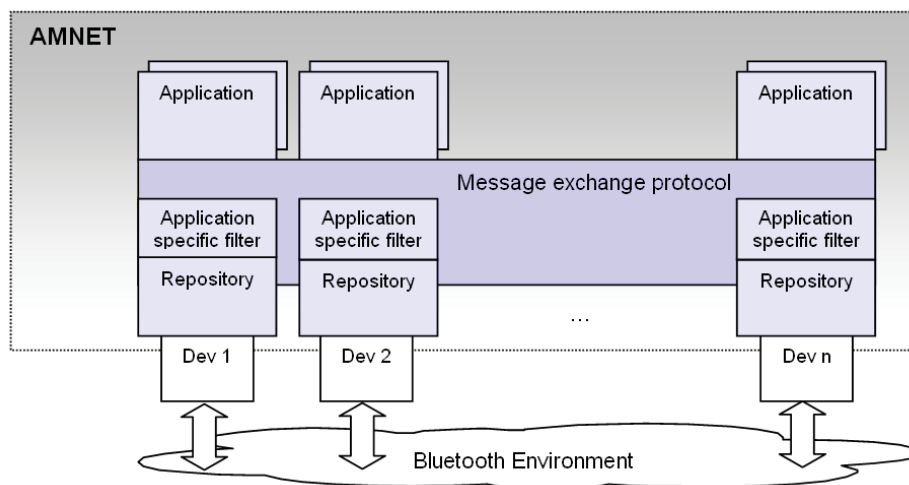 AMNET
Application
Application
Application
Message exchange protocol
Application
specific filter
Application
specific filter
Application
specific filter
Repository
Repository
Repository
...
Dev 1
Dev 2
Dev n
Bluetooth Environment